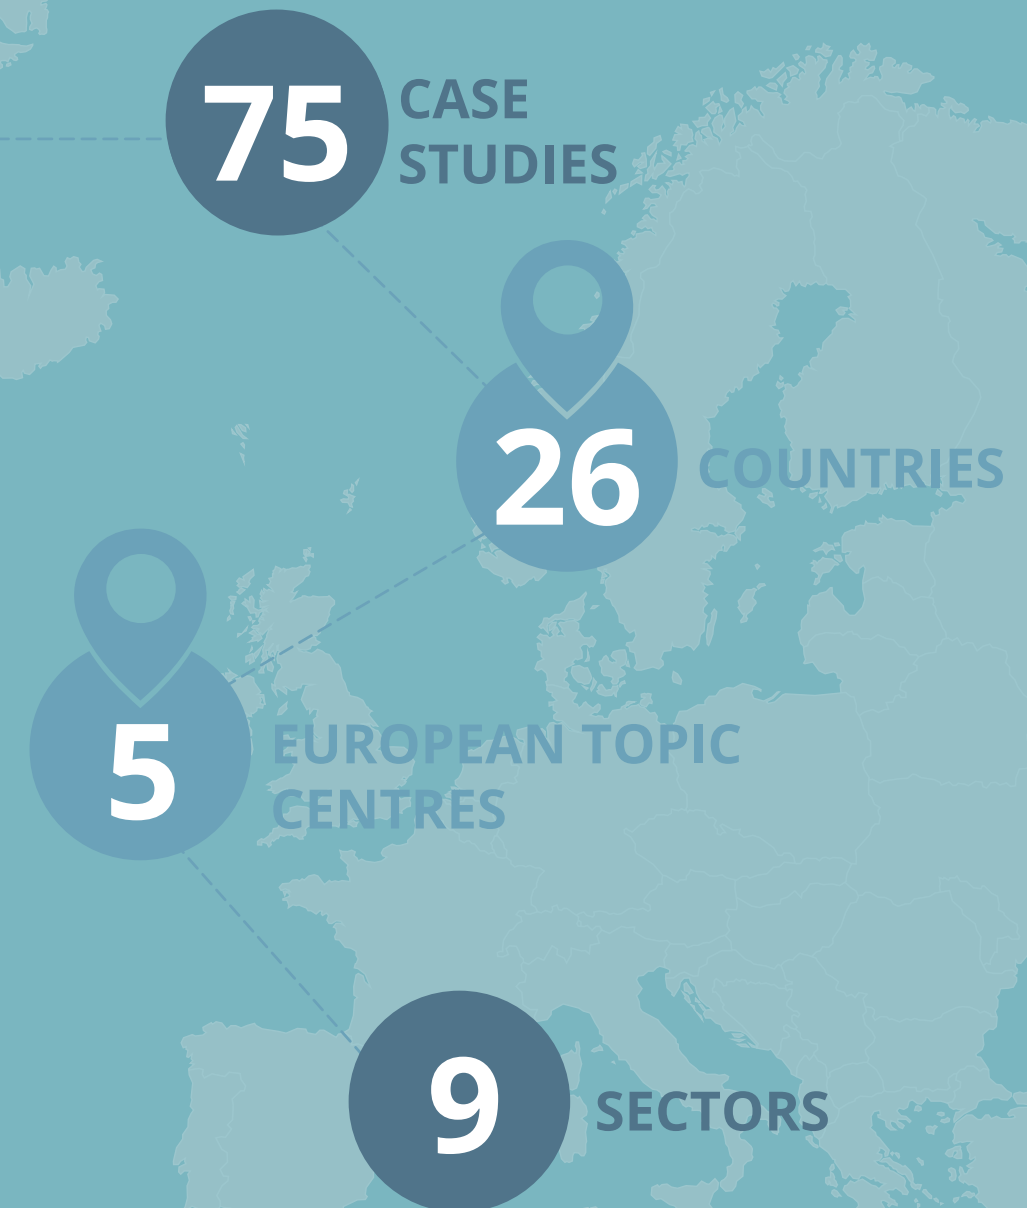 75
CASE
STUDIES
26
COUNTRIES
5
EUROPEAN TOPIC
CENTRES
9
SECTORS